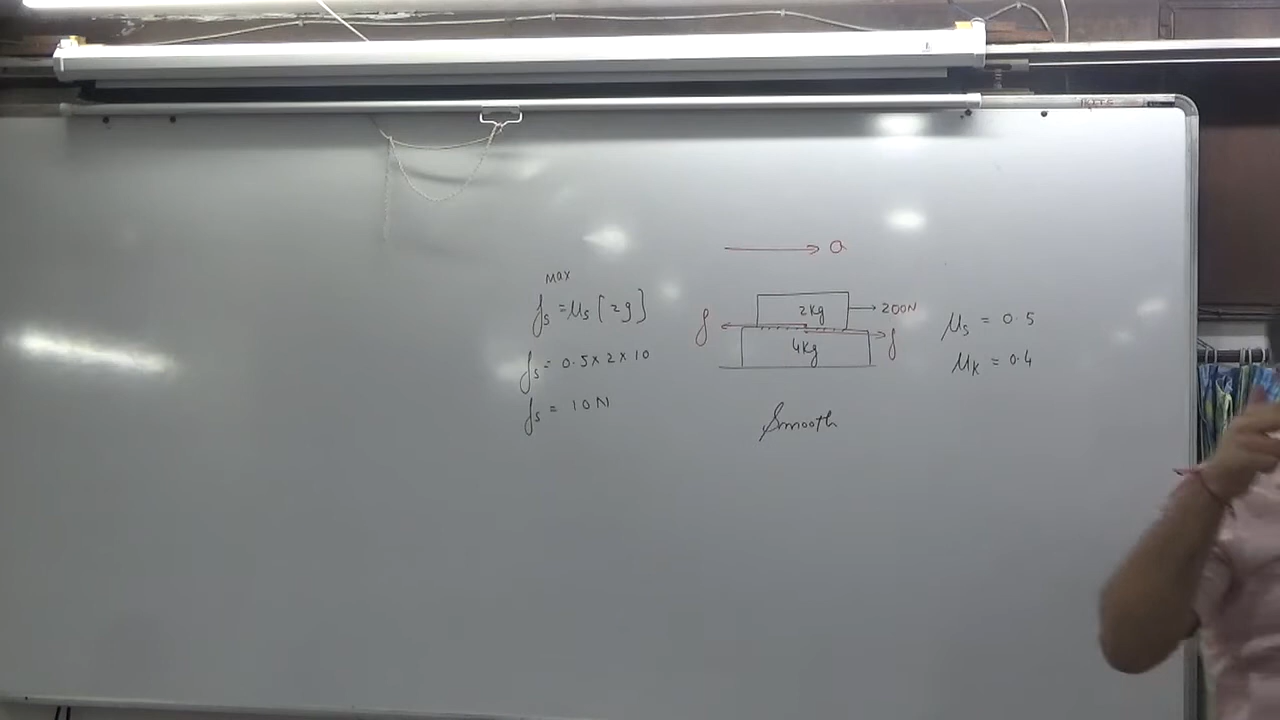 a
max
fs = μs [2g]
fs = 0.5 × 2 × 10
fs = 10N
2kg
200N
f
f
4kg
μs = 0.5
μk = 0.4
Smooth